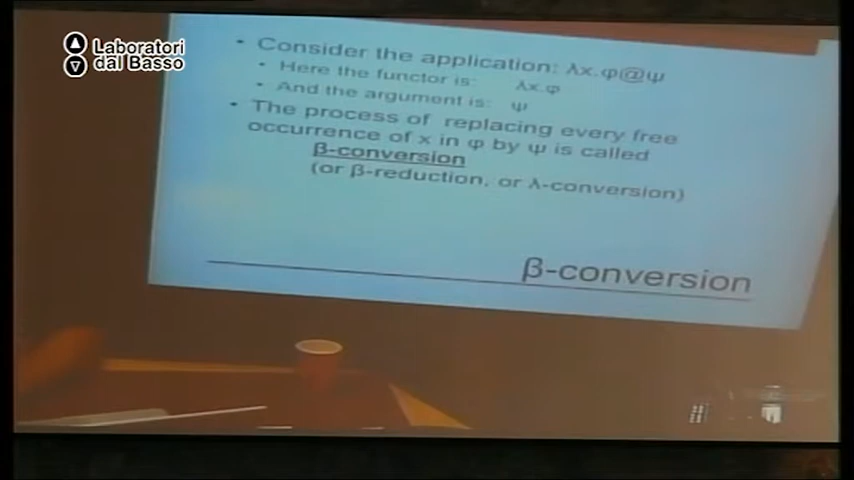 Laboratori
dal Basso
• Consider the application: λx.φ@ψ
• Here the functor is: λx.φ
• And the argument is: ψ
• The process of replacing every free
occurrence of x in φ by ψ is called
β-conversion
(or β-reduction, or λ-conversion)
β-conversion